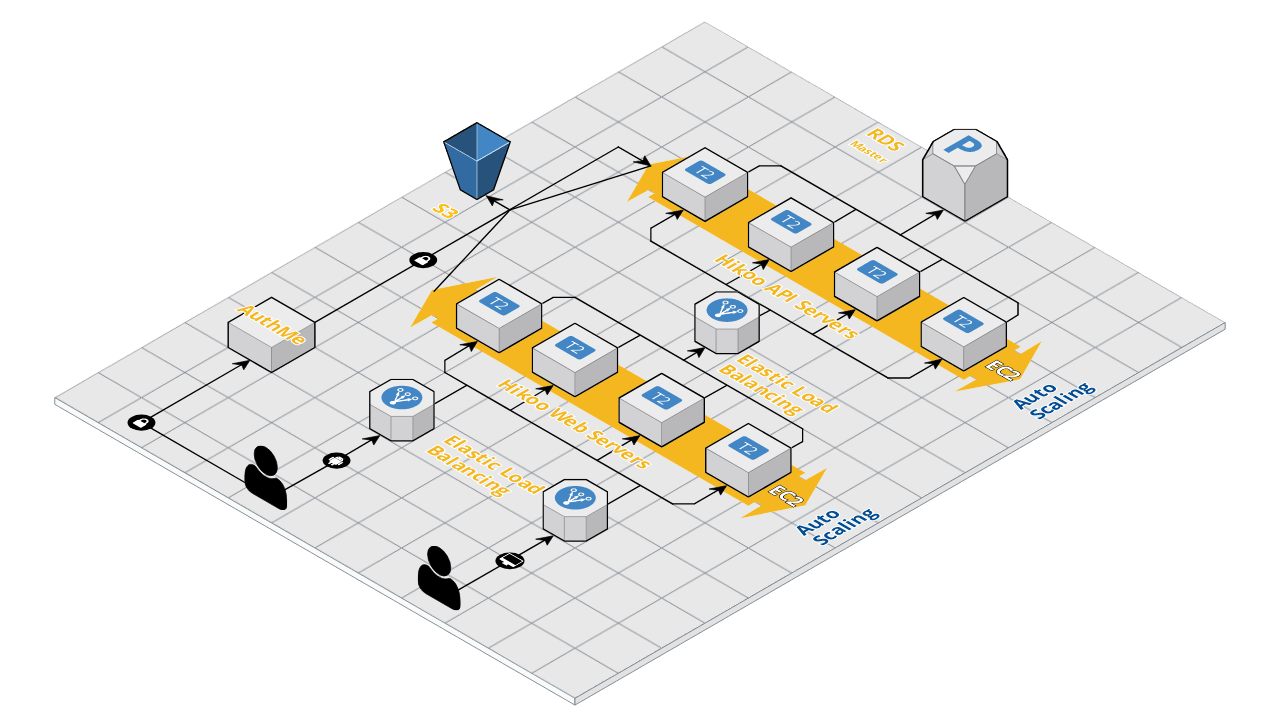 RDS
Master
P
S3
T2
T2
T2
T2
Hikoo API Servers
EC2
Auto
Scaling
AuthMe
T2
T2
T2
T2
Hikoo Web Servers
EC2
Auto
Scaling
Elastic Load
Balancing
Elastic Load
Balancing